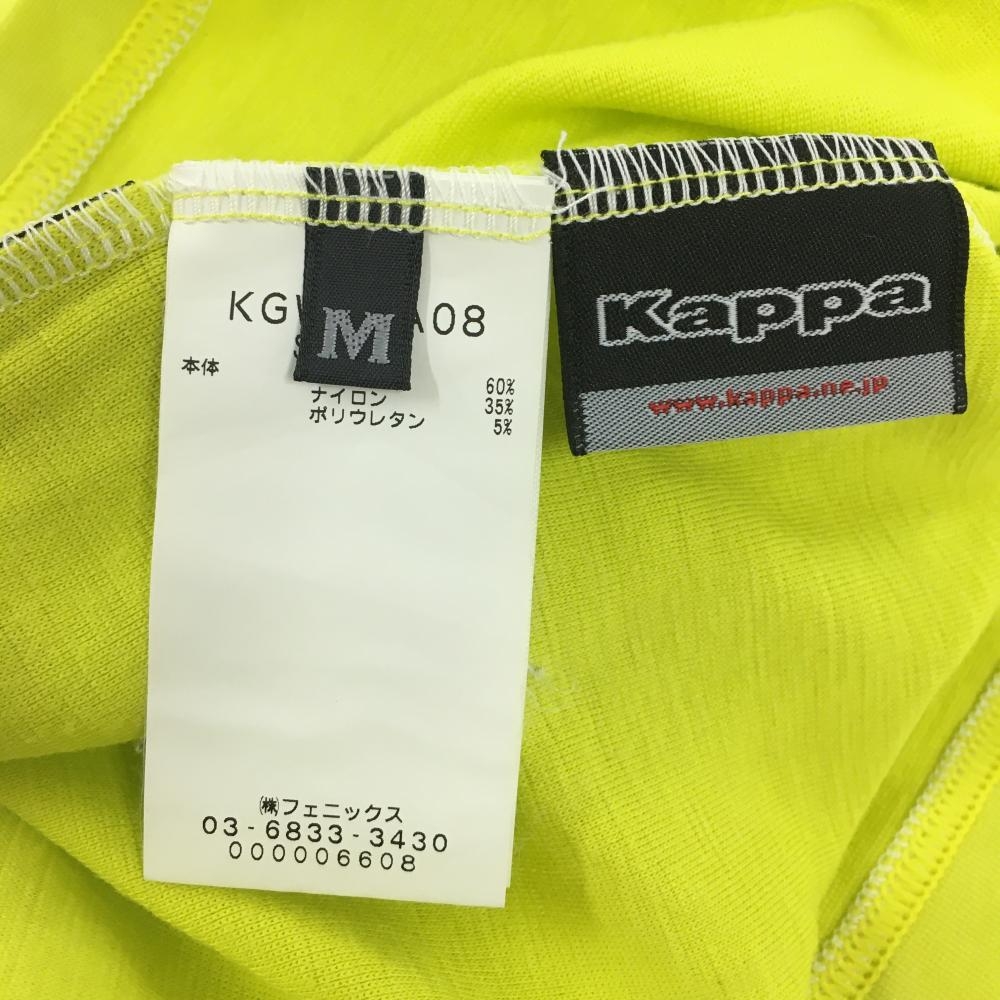 KG A08
M
本体
60%
ナイロン 35%
ポリウレタン 5%
㈱フェニックス
03-6833-3430
000006608
Kappa
www.kappa.ne.jp